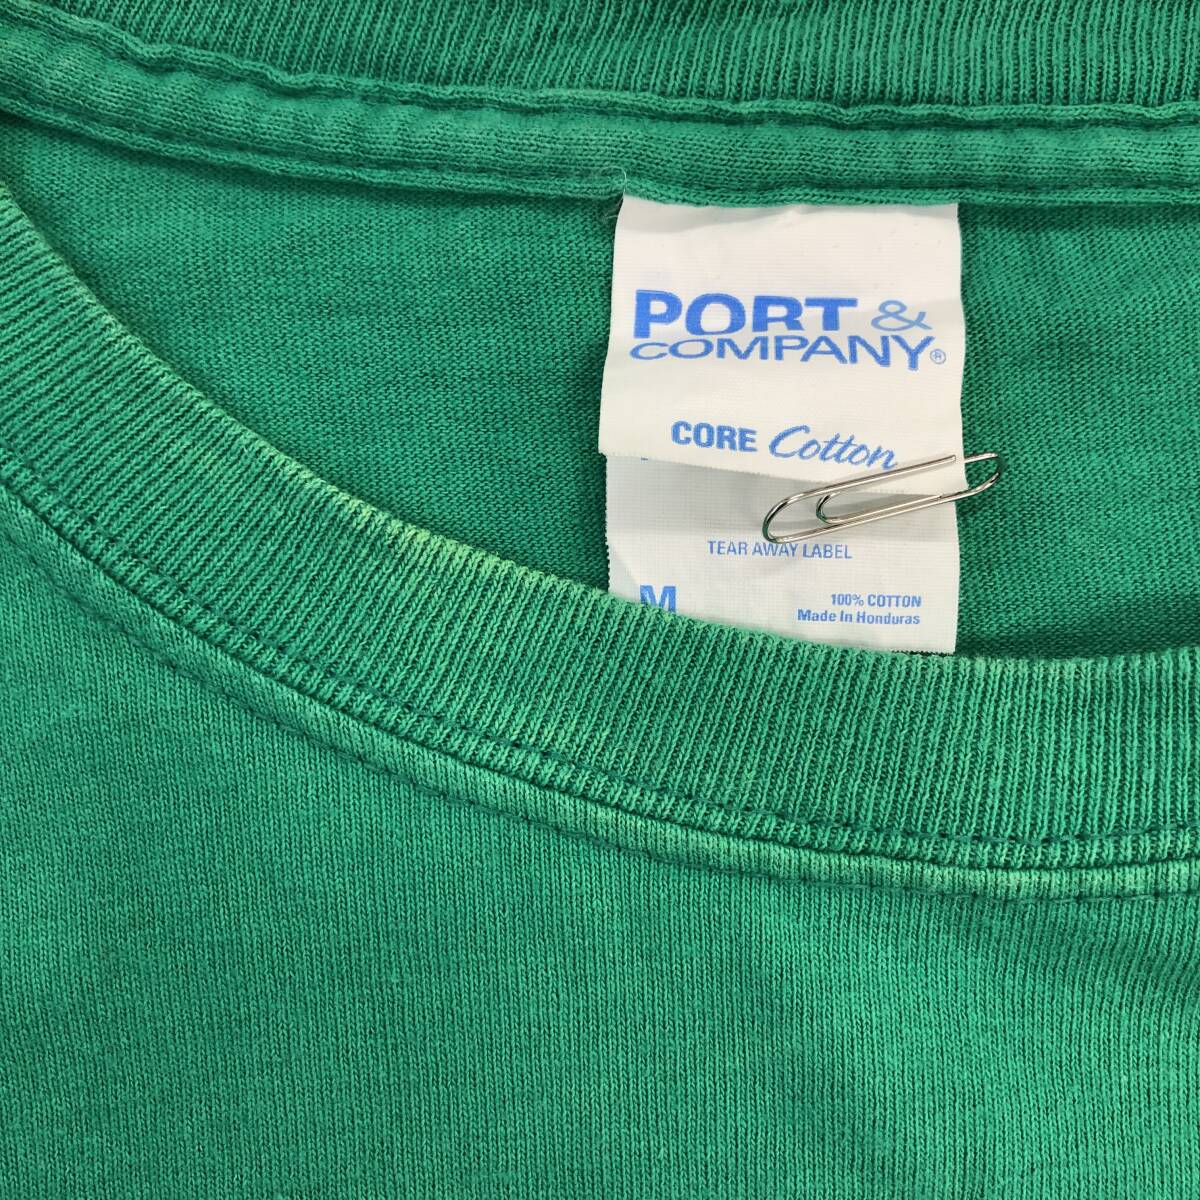 PORT &
COMPANY®
CORE Cotton
TEAR AWAY LABEL
M
100% COTTON
Made In Honduras